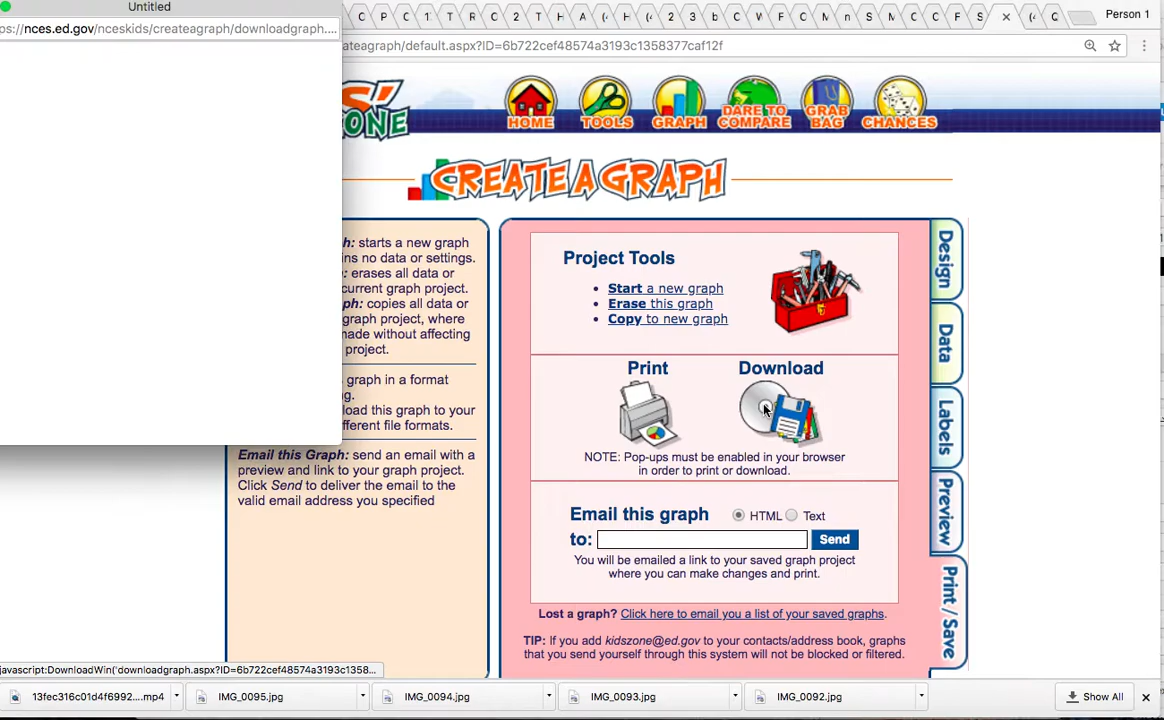 Untitled
ps://nces.ed.gov/nceskids/createagraph/downloadgraph....
Person 1
ateagraph/default.aspx?ID=6b722cef48574a3193c1358377caf12f
ONE
HOME
TOOLS
GRAPH
DARE TO COMPARE
GRAB BAG
CHANCES
CREATE A GRAPH
h: starts a new graph
ins no data or settings.
e: erases all data or
current graph project.
ph: copies all data or
graph project, where
made without affecting
project.
graph in a format
ng.
load this graph to your
fferent file formats.
Email this Graph: send an email with a
preview and link to your graph project.
Click Send to deliver the email to the
valid email address you specified
Project Tools
Start a new graph
Erase this graph
Copy to new graph
Print
Download
NOTE: Pop-ups must be enabled in your browser
in order to print or download.
Email this graph
HTML
Text
to:
Send
You will be emailed a link to your saved graph project
where you can make changes and print.
Lost a graph? Click here to email you a list of your saved graphs.
TIP: If you add kidszone@ed.gov to your contacts/address book, graphs
that you send yourself through this system will not be blocked or filtered.
Design
Data
Labels
Preview
Print / Save
javascript:DownloadWin('downloadgraph.aspx?ID=6b722cef48574a3193c1358...
13fec316c01d4f6992....mp4
IMG_0095.jpg
IMG_0094.jpg
IMG_0093.jpg
IMG_0092.jpg
Show All